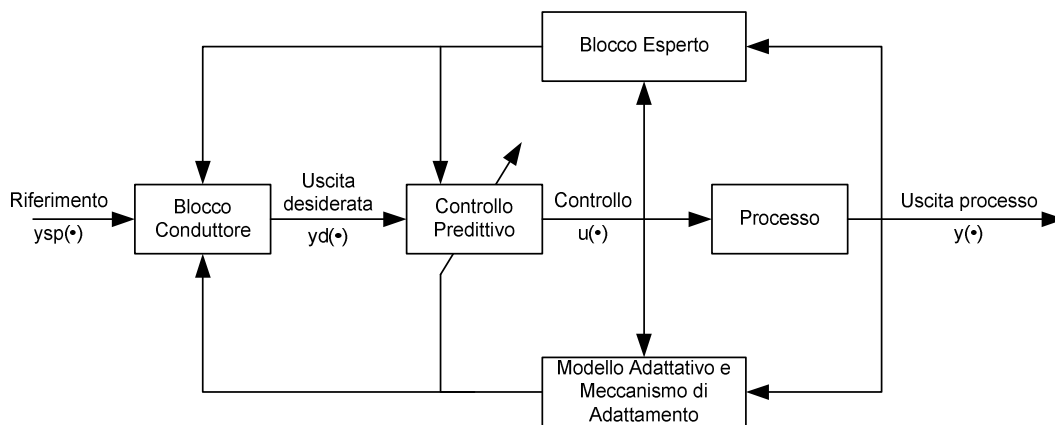 Blocco Esperto
Riferimento
ysp(•)
Blocco
Conduttore
Uscita
desiderata
yd(•)
Controllo
Predittivo
Controllo
u(•)
Processo
Uscita processo
y(•)
Modello Adattativo e
Meccanismo di
Adattamento